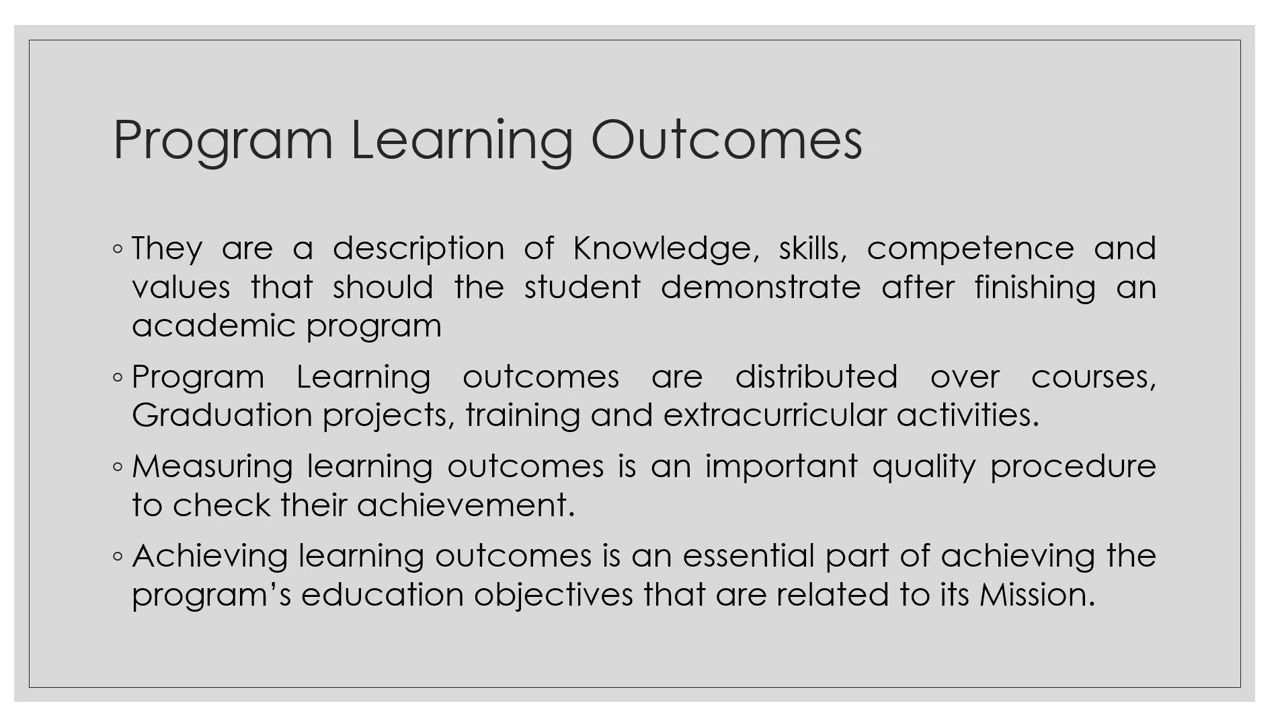 Program Learning Outcomes
◦ They are a description of Knowledge, skills, competence and
values that should the student demonstrate after finishing an
academic program
◦ Program Learning outcomes are distributed over courses,
Graduation projects, training and extracurricular activities.
◦ Measuring learning outcomes is an important quality procedure
to check their achievement.
◦ Achieving learning outcomes is an essential part of achieving the
program’s education objectives that are related to its Mission.